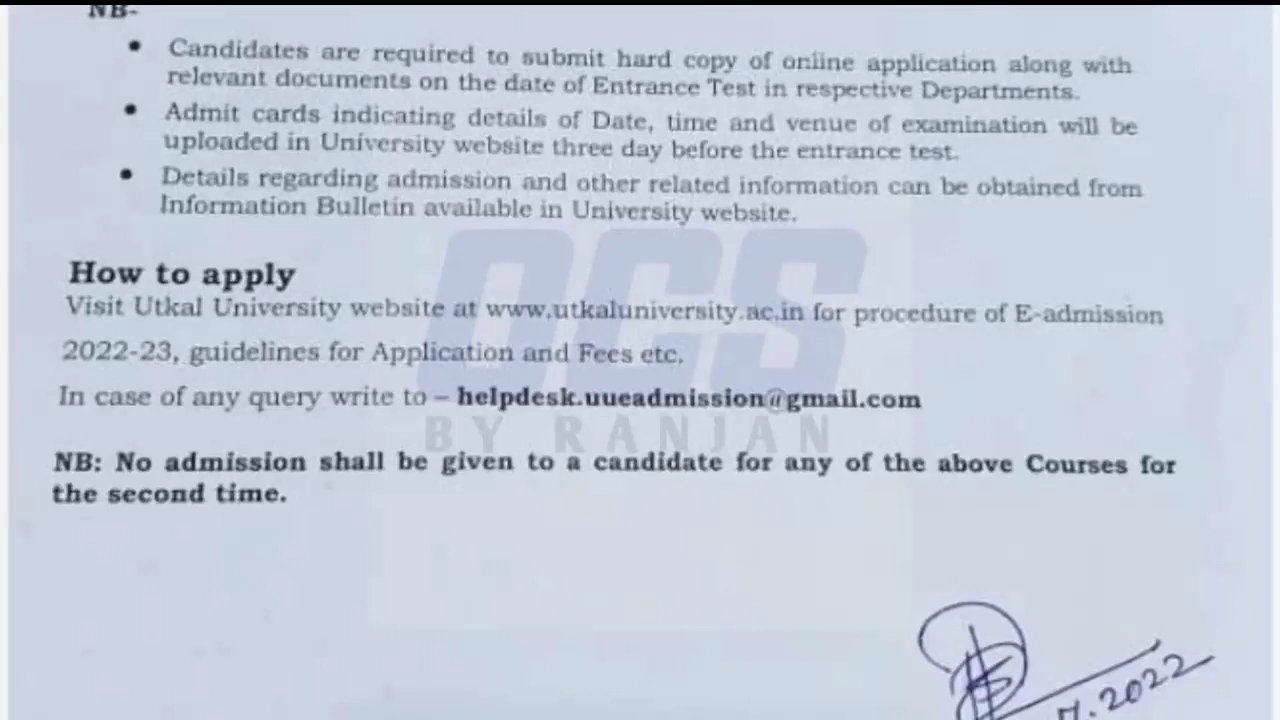 NB-
• Candidates are required to submit hard copy of online application along with
relevant documents on the date of Entrance Test in respective Departments.
• Admit cards indicating details of Date, time and venue of examination will be
uploaded in University website three day before the entrance test.
• Details regarding admission and other related information can be obtained from
Information Bulletin available in University website.
OCS
How to apply
Visit Utkal University website at www.utkaluniversity.ac.in for procedure of E-admission
2022-23, guidelines for Application and Fees etc.
In case of any query write to – helpdesk.uueadmission@gmail.com
BY RANJAN
NB: No admission shall be given to a candidate for any of the above Courses for
the second time.
7.2022